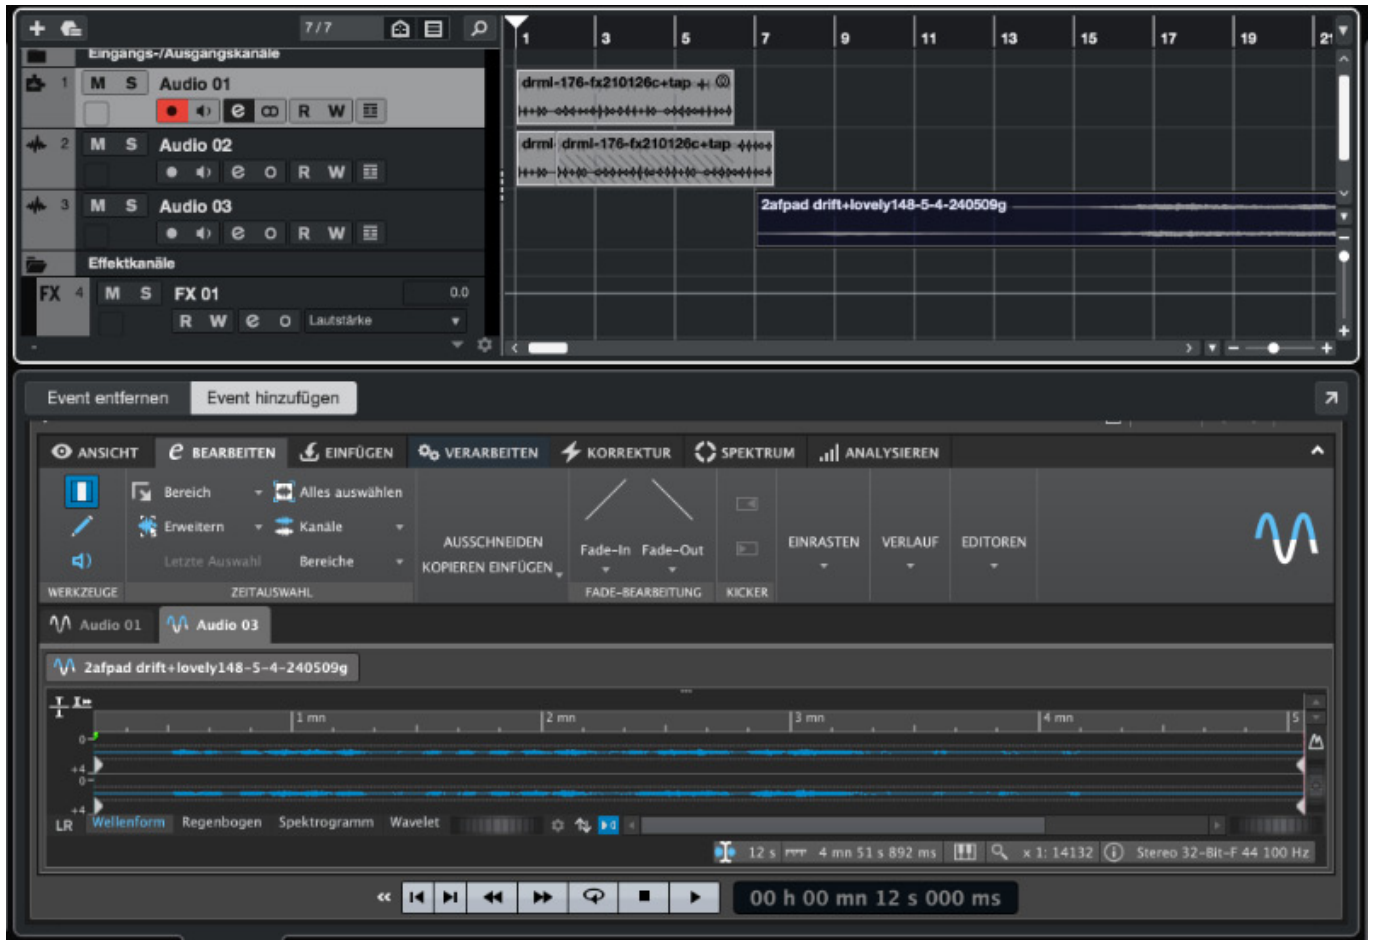 7/7
1 3 5 7 9 11 13 15 17 19 21
Eingangs-/Ausgangskanäle
1 M S Audio 01
e R W
drml-176-fx210126c+tap
2 M S Audio 02
e R W
drml drml-176-fx210126c+tap
3 M S Audio 03
e R W
2afpad drift+lovely148-5-4-240509g
Effektkanäle
FX 4 M S FX 01 0.0
R W e Lautstärke
Event entfernen Event hinzufügen
ANSICHT BEARBEITEN EINFÜGEN VERARBEITEN KORREKTUR SPEKTRUM ANALYSIEREN
Bereich Alles auswählen
Erweitern Kanäle
Letzte Auswahl Bereiche
AUSSCHNEIDEN
KOPIEREN EINFÜGEN
Fade-In Fade-Out
EINRASTEN VERLAUF EDITOREN
WERKZEUGE ZEITAUSWAHL FADE-BEARBEITUNG KICKER
Audio 01 Audio 03
2afpad drift+lovely148-5-4-240509g
1 mn 2 mn 3 mn 4 mn 5
0
+4
0
+4
LR Wellenform Regenbogen Spektrogramm Wavelet
12 s 4 mn 51 s 892 ms x 1: 14132 Stereo 32-Bit-F 44 100 Hz
00 h 00 mn 12 s 000 ms